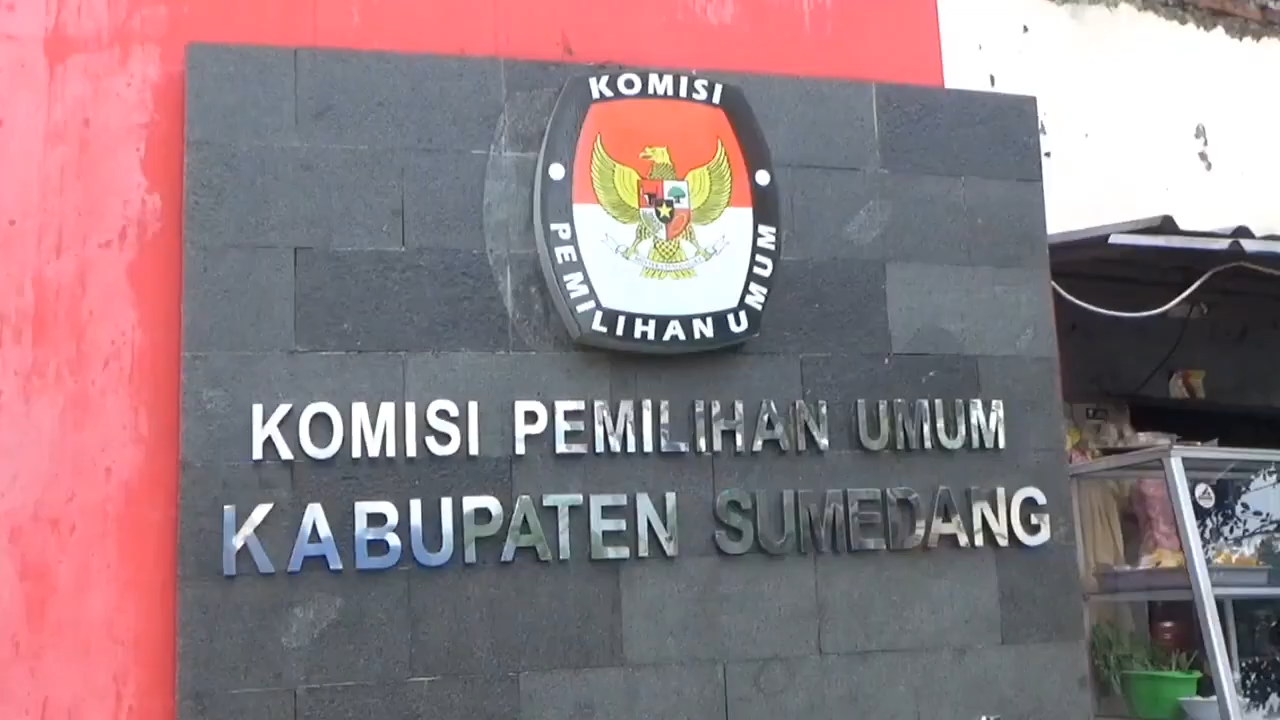 KOMISI
PEMILIHAN UMUM
KOMISI PEMILIHAN UMUM
KABUPATEN SUMEDANG